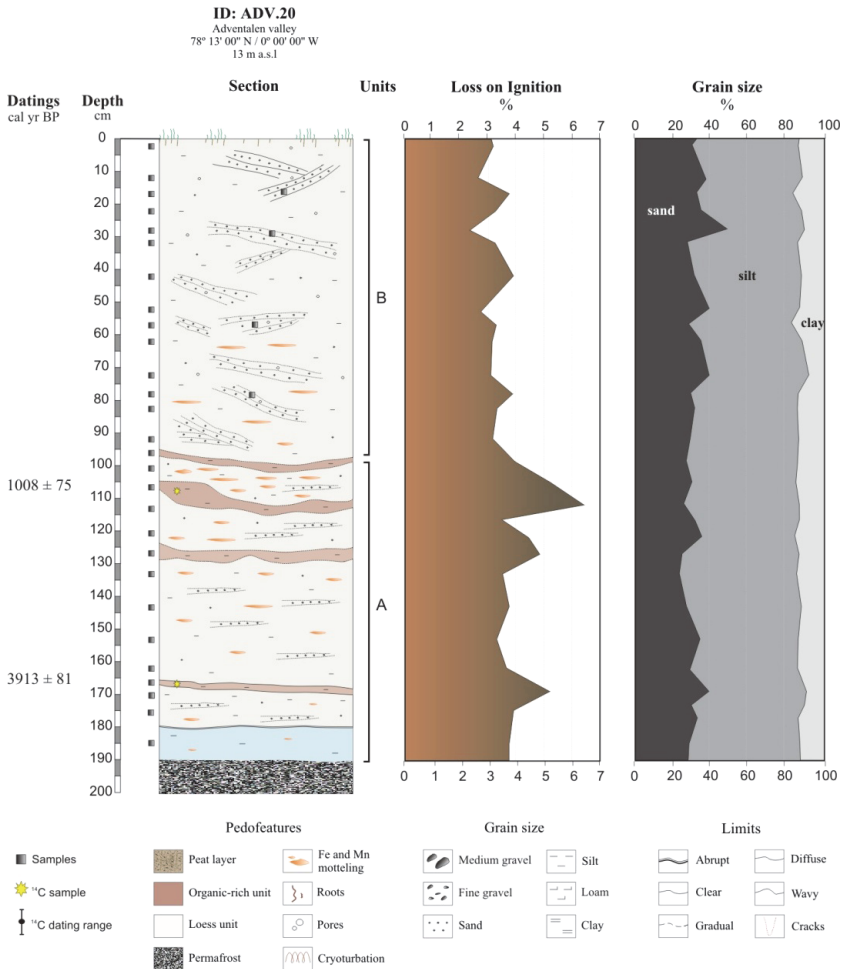 ID: ADV.20
Adventalen valley
78º 13' 00" N / 0º 00' 00" W
13 m a.s.l
Datings
cal yr BP
Depth
cm
Section
Units
Loss on Ignition
%
Grain size
%
0 1 2 3 4 5 6 7
0 20 40 60 80 100
0
10
20
30
40
50
60
70
80
90
100
110
120
130
140
150
160
170
180
190
200
1008 ± 75
3913 ± 81
B
A
sand
silt
clay
0 1 2 3 4 5 6 7
%
0 20 40 60 80 100
%
Pedofeatures
Grain size
Limits
Samples
¹⁴C sample
¹⁴C dating range
Peat layer
Organic-rich unit
Loess unit
Permafrost
Fe and Mn
motteling
Roots
Pores
Cryoturbation
Medium gravel
Fine gravel
Sand
Silt
Loam
Clay
Abrupt
Clear
Gradual
Diffuse
Wavy
Cracks